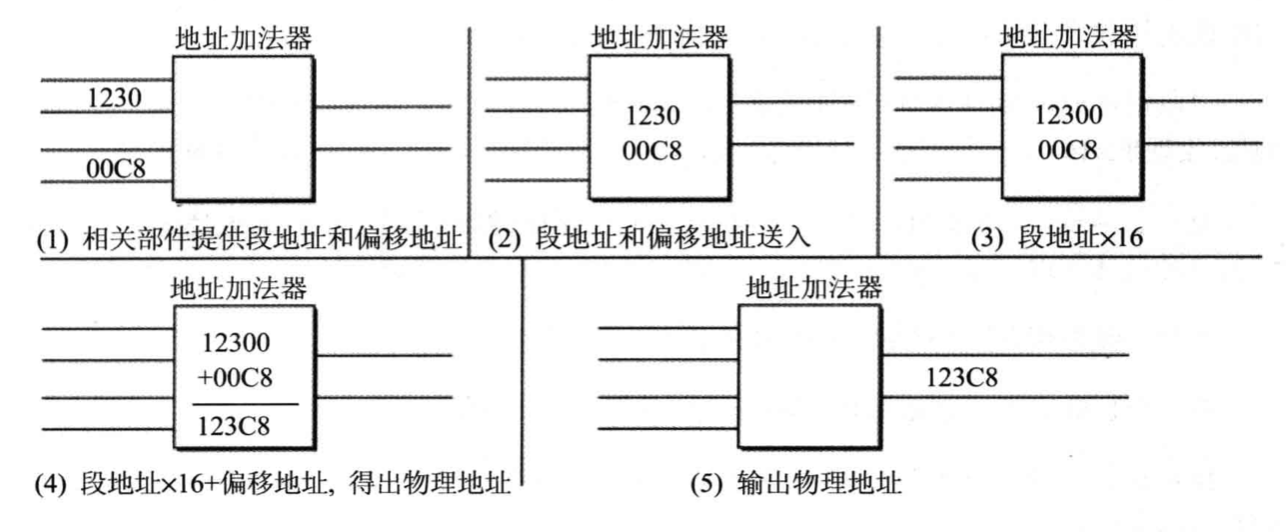 地址加法器
1230
00C8
(1) 相关部件提供段地址和偏移地址
地址加法器
1230
00C8
(2) 段地址和偏移地址送入
地址加法器
12300
00C8
(3) 段地址×16
地址加法器
12300
+00C8
123C8
(4) 段地址×16+偏移地址, 得出物理地址
地址加法器
123C8
(5) 输出物理地址